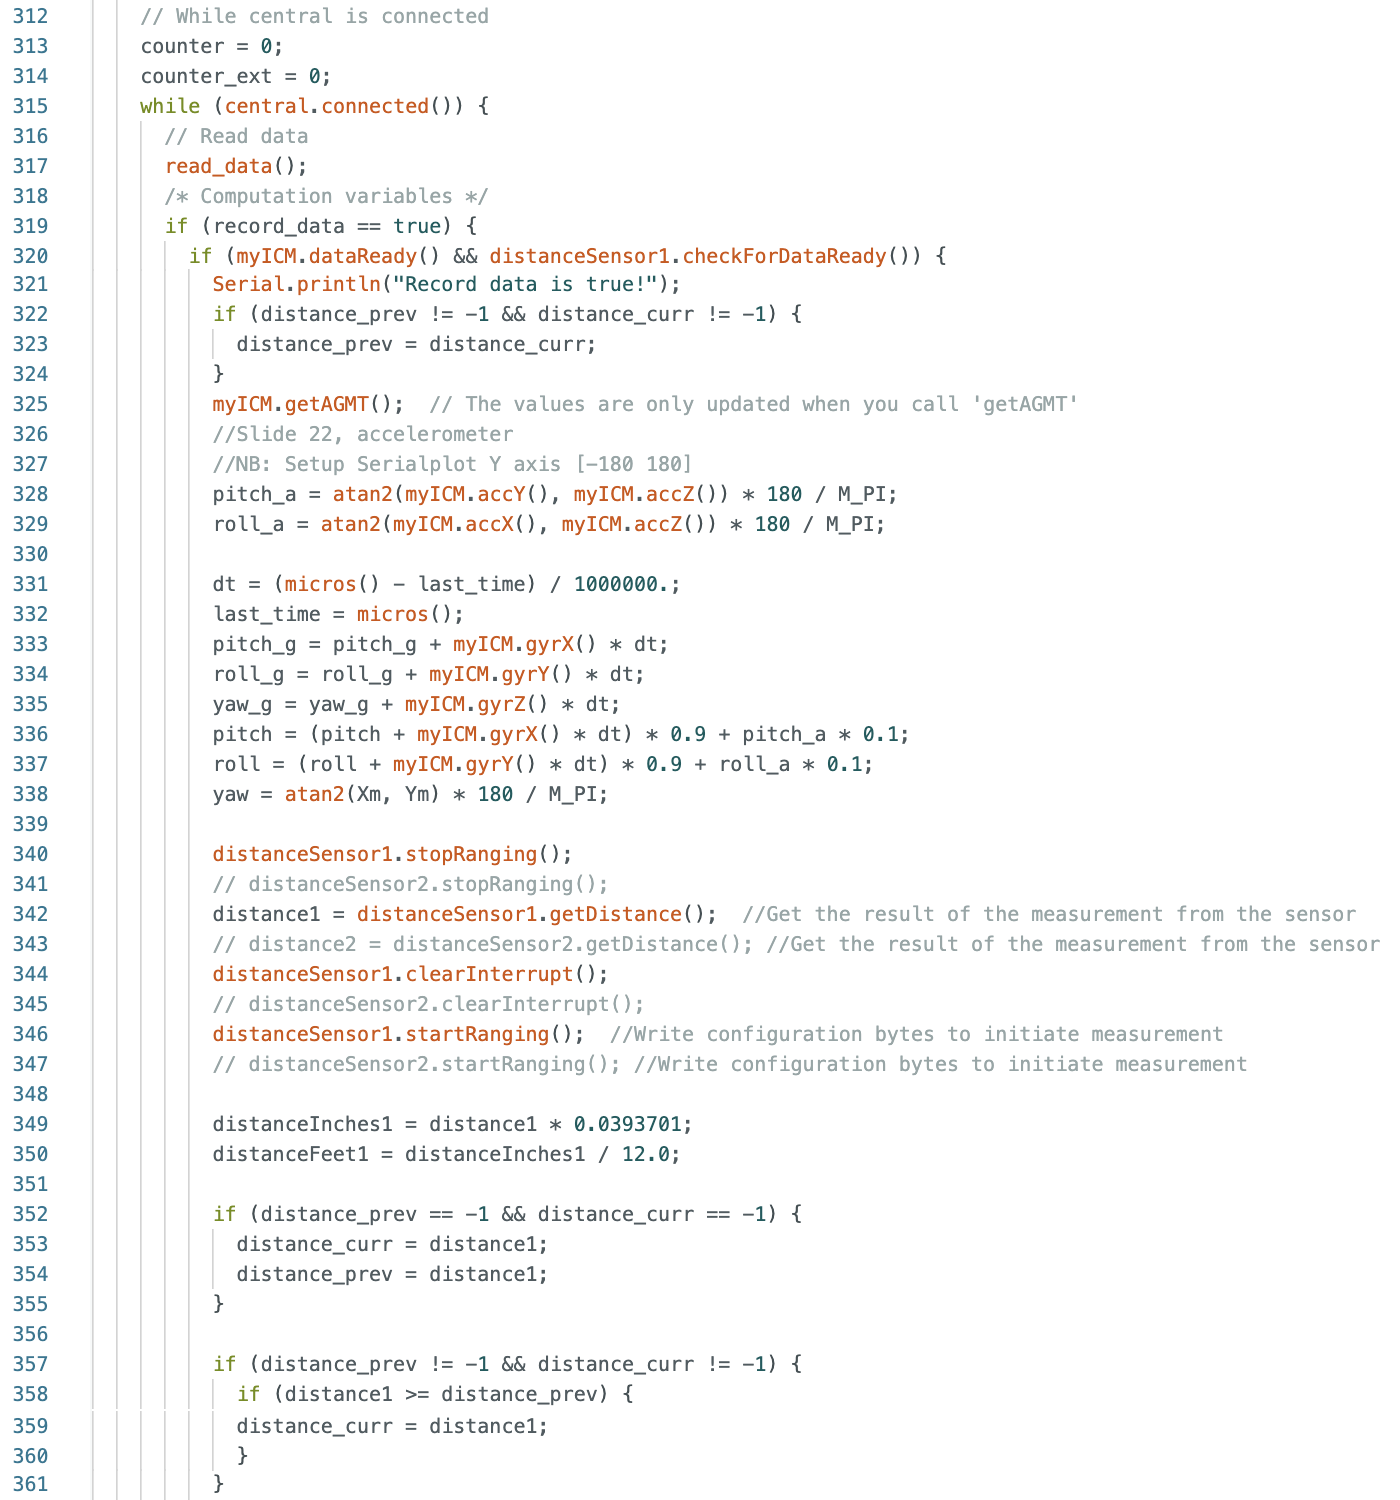 312 // While central is connected
313 counter = 0;
314 counter_ext = 0;
315 while (central.connected()) {
316 // Read data
317 read_data();
318 /* Computation variables */
319 if (record_data == true) {
320 if (myICM.dataReady() && distanceSensor1.checkForDataReady()) {
321 Serial.println("Record data is true!");
322 if (distance_prev != -1 && distance_curr != -1) {
323 distance_prev = distance_curr;
324 }
325 myICM.getAGMT();  // The values are only updated when you call 'getAGMT'
326 //Slide 22, accelerometer
327 //NB: Setup Serialplot Y axis [-180 180]
328 pitch_a = atan2(myICM.accY(), myICM.accZ()) * 180 / M_PI;
329 roll_a = atan2(myICM.accX(), myICM.accZ()) * 180 / M_PI;
330
331 dt = (micros() - last_time) / 1000000.;
332 last_time = micros();
333 pitch_g = pitch_g + myICM.gyrX() * dt;
334 roll_g = roll_g + myICM.gyrY() * dt;
335 yaw_g = yaw_g + myICM.gyrZ() * dt;
336 pitch = (pitch + myICM.gyrX() * dt) * 0.9 + pitch_a * 0.1;
337 roll = (roll + myICM.gyrY() * dt) * 0.9 + roll_a * 0.1;
338 yaw = atan2(Xm, Ym) * 180 / M_PI;
339
340 distanceSensor1.stopRanging();
341 // distanceSensor2.stopRanging();
342 distance1 = distanceSensor1.getDistance();  //Get the result of the measurement from the sensor
343 // distance2 = distanceSensor2.getDistance(); //Get the result of the measurement from the sensor
344 distanceSensor1.clearInterrupt();
345 // distanceSensor2.clearInterrupt();
346 distanceSensor1.startRanging();  //Write configuration bytes to initiate measurement
347 // distanceSensor2.startRanging(); //Write configuration bytes to initiate measurement
348
349 distanceInches1 = distance1 * 0.0393701;
350 distanceFeet1 = distanceInches1 / 12.0;
351
352 if (distance_prev == -1 && distance_curr == -1) {
353 distance_curr = distance1;
354 distance_prev = distance1;
355 }
356
357 if (distance_prev != -1 && distance_curr != -1) {
358 if (distance1 >= distance_prev) {
359 distance_curr = distance1;
360 }
361 }